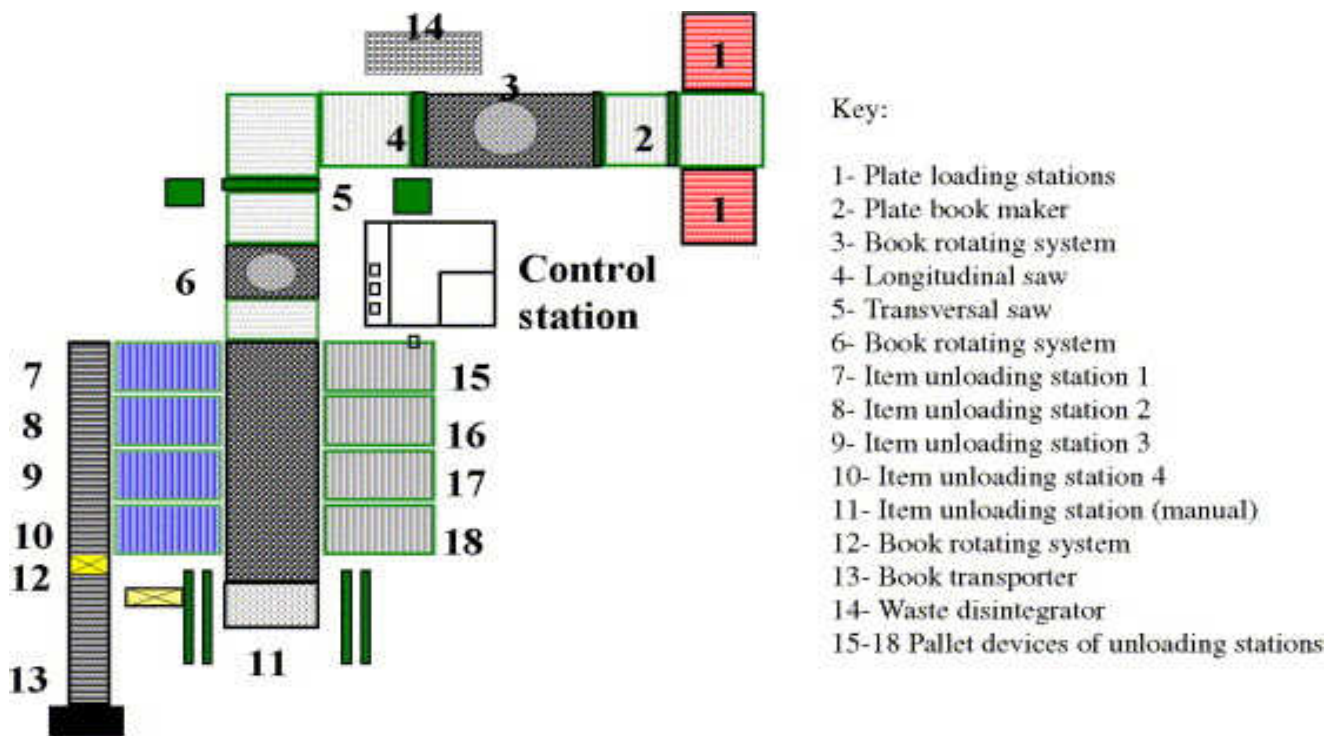 14
1
3
4
2
5
1
6
Control
station
7
15
8
16
9
17
10
18
12
11
13
Key:
1- Plate loading stations
2- Plate book maker
3- Book rotating system
4- Longitudinal saw
5- Transversal saw
6- Book rotating system
7- Item unloading station 1
8- Item unloading station 2
9- Item unloading station 3
10- Item unloading station 4
11- Item unloading station (manual)
12- Book rotating system
13- Book transporter
14- Waste disintegrator
15-18 Pallet devices of unloading stations